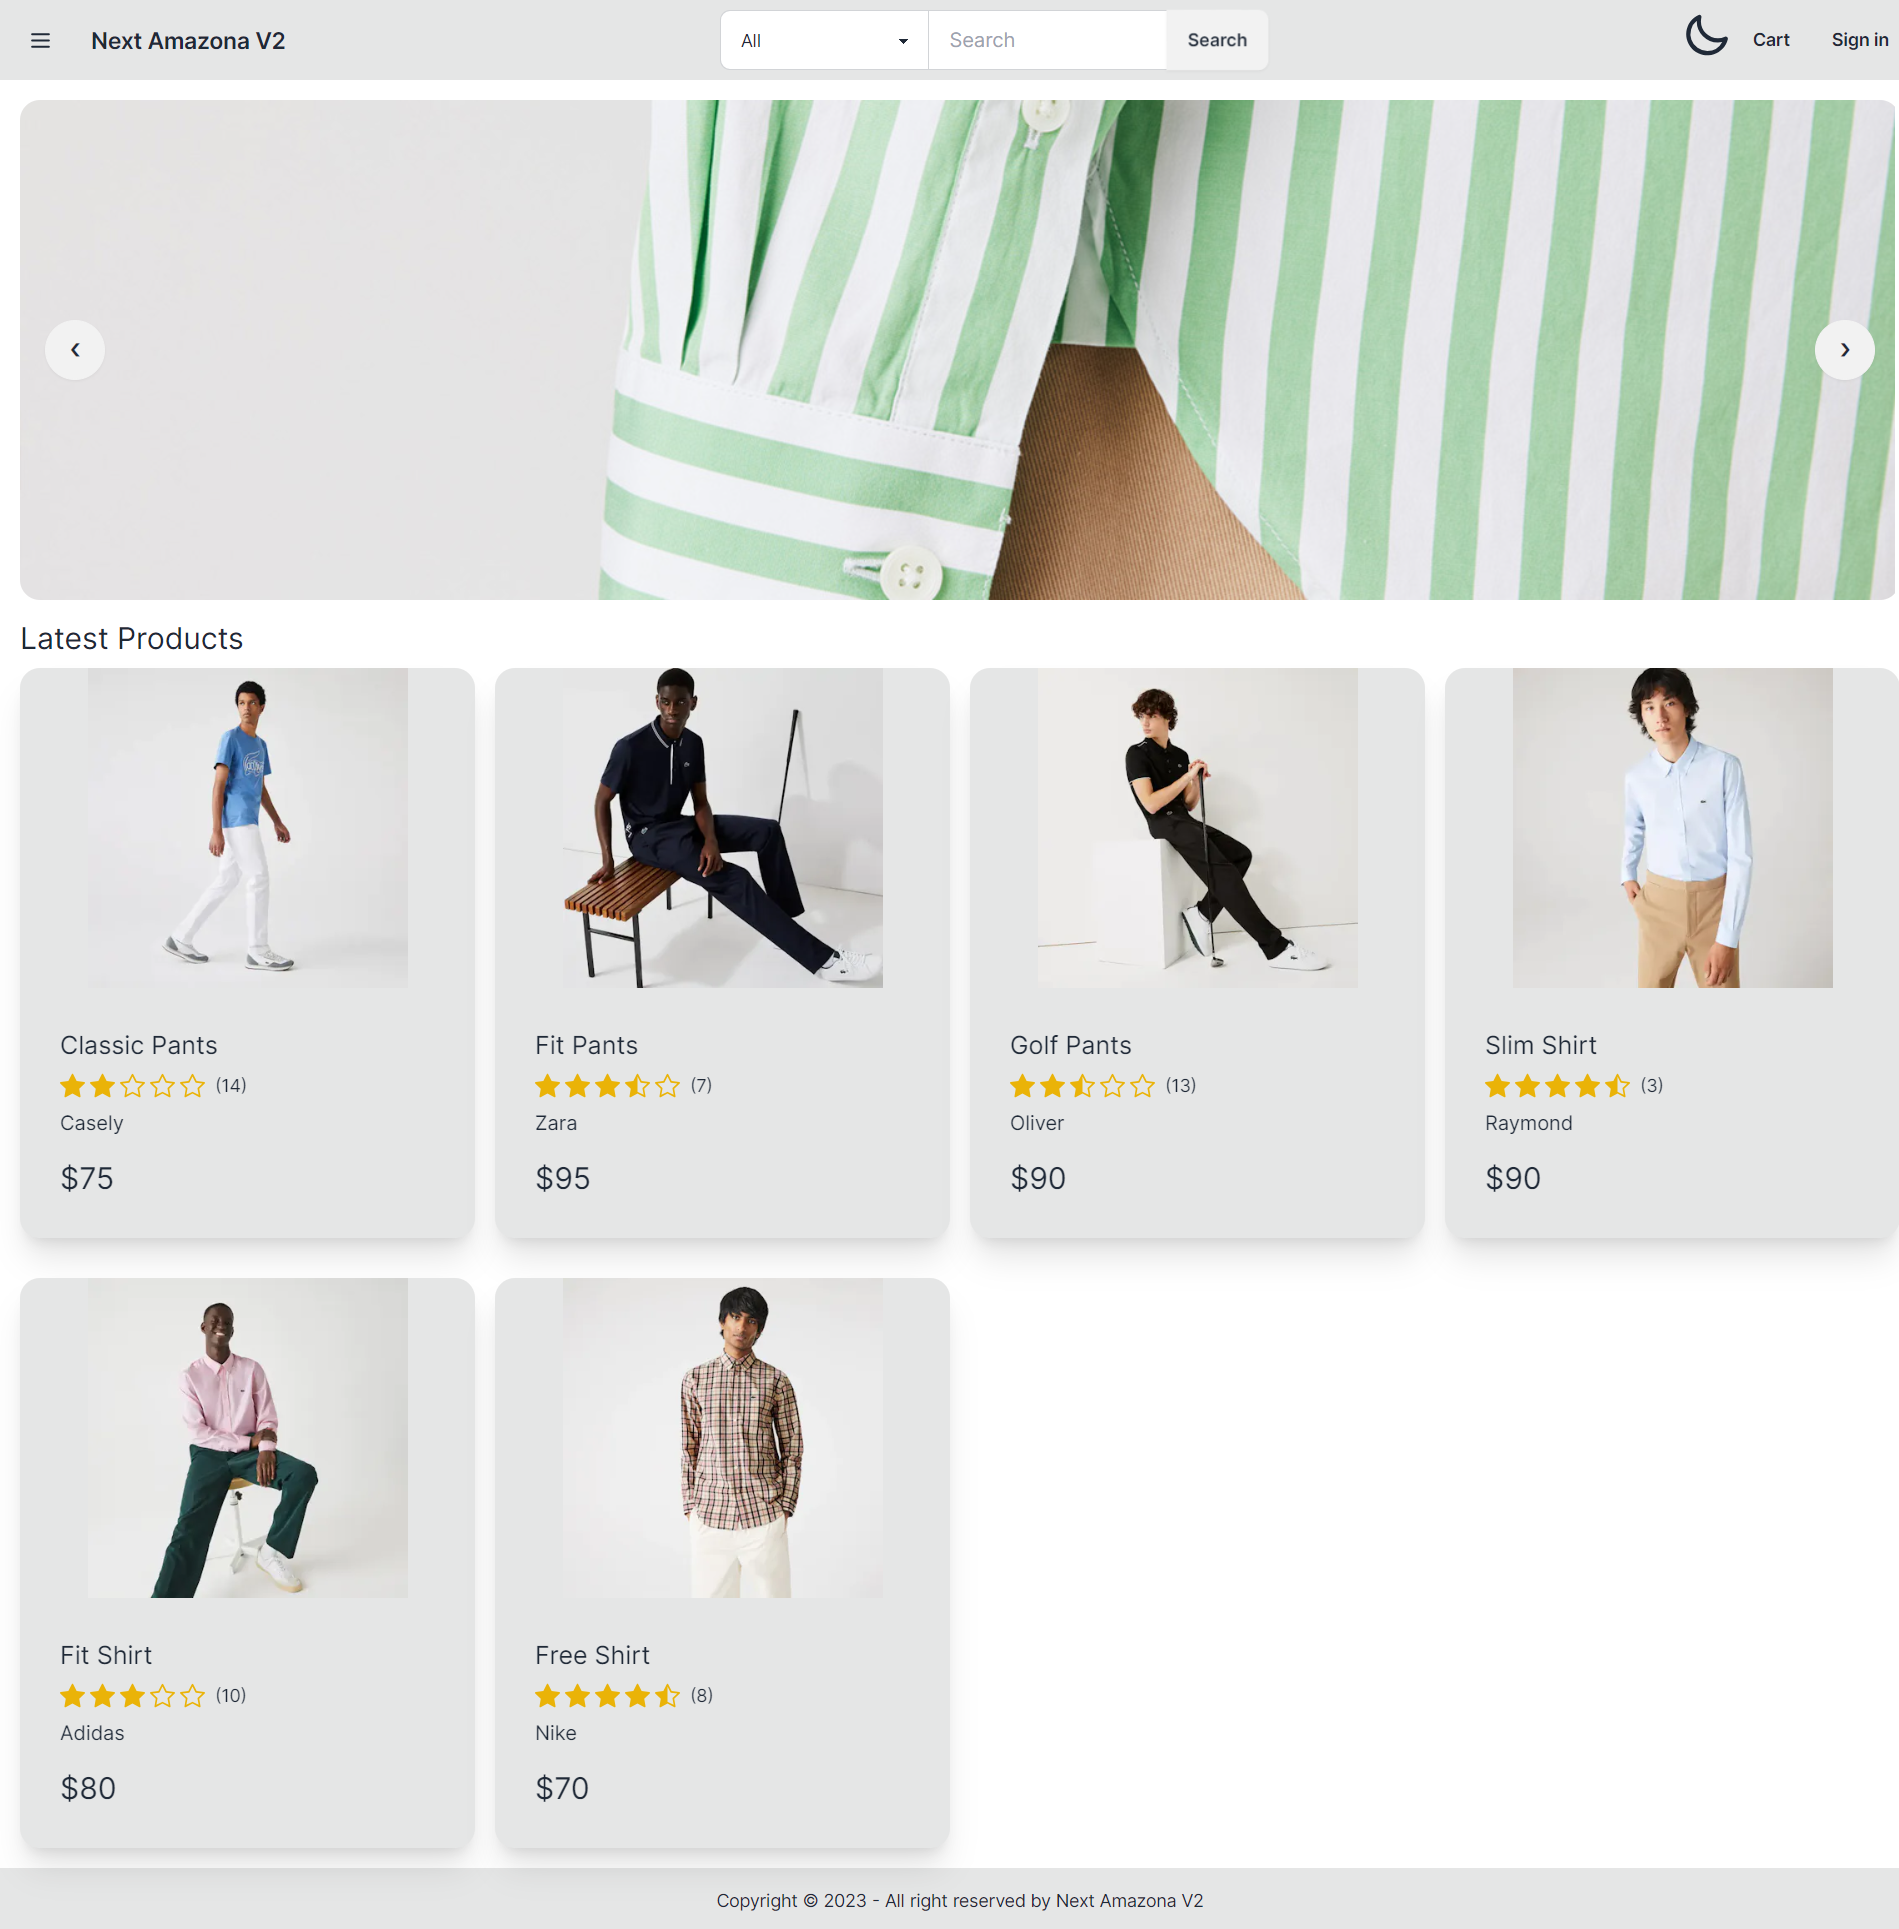 Next Amazona V2
All
Search
Search
Cart
Sign in
Latest Products
Classic Pants
(14)
Casely
$75
Fit Pants
(7)
Zara
$95
Golf Pants
(13)
Oliver
$90
Slim Shirt
(3)
Raymond
$90
Fit Shirt
(10)
Adidas
$80
Free Shirt
(8)
Nike
$70
Copyright © 2023 - All right reserved by Next Amazona V2